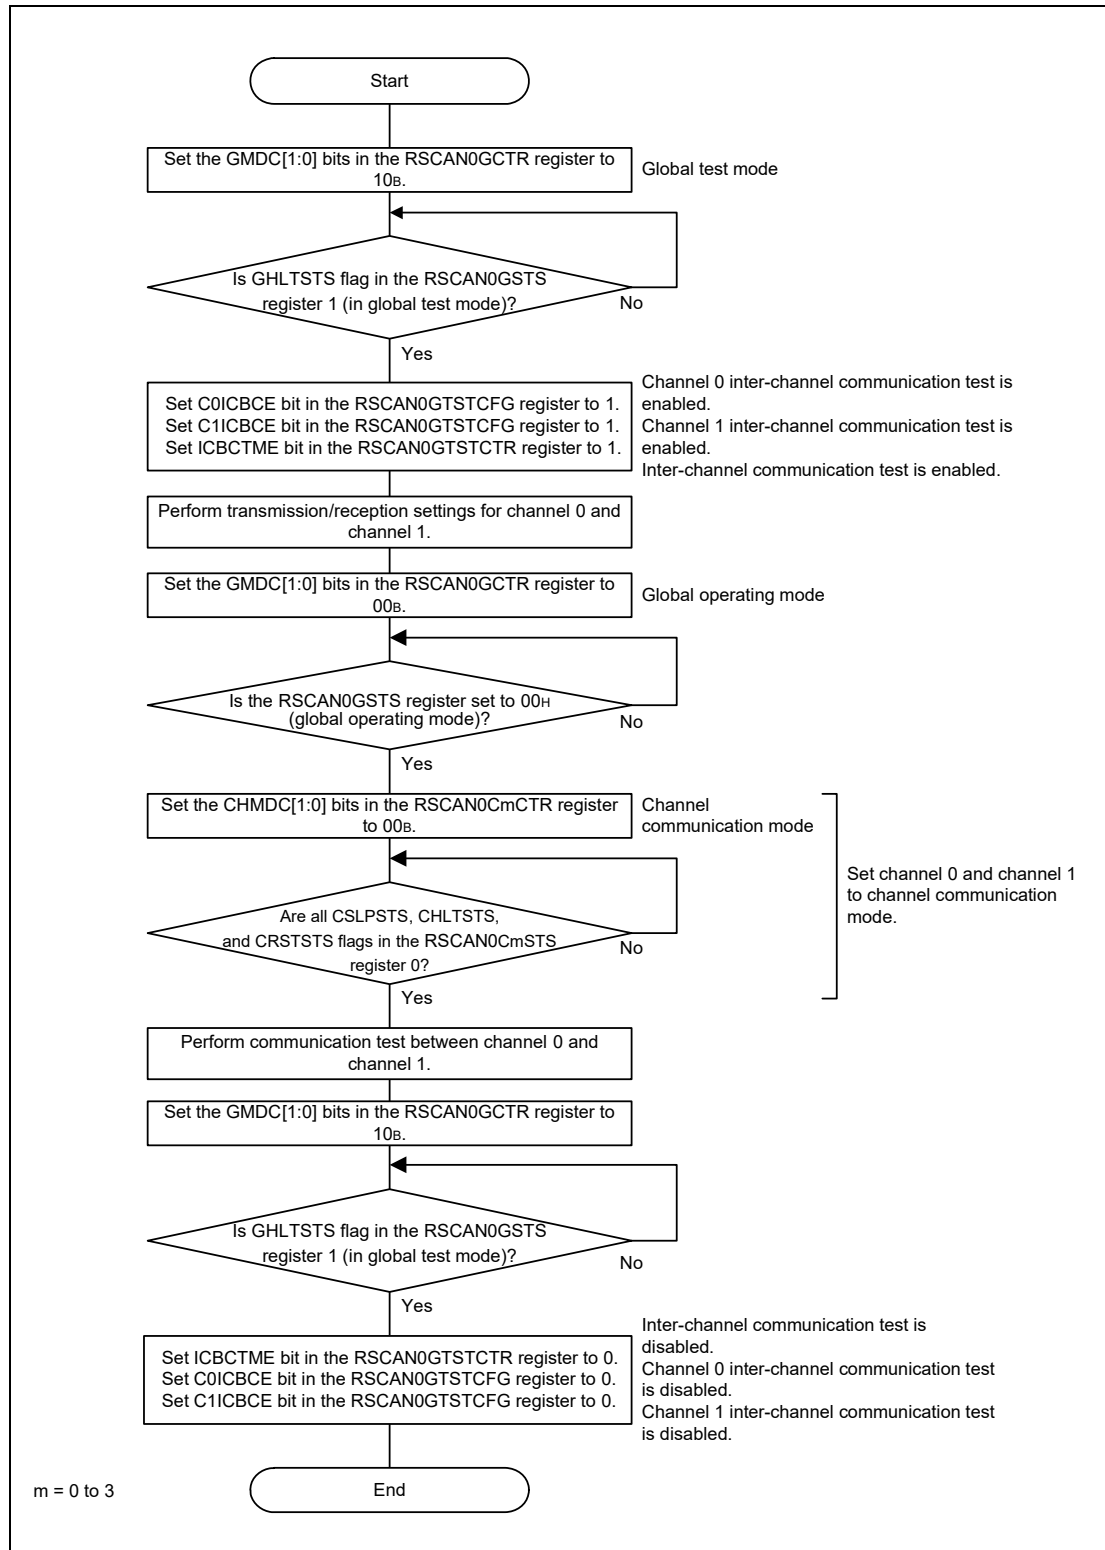 Start
Set the GMDC[1:0] bits in the RSCAN0GCTR register to
10B.
Global test mode
Is GHLTSTS flag in the RSCAN0GSTS
register 1 (in global test mode)?
No
Yes
Set C0ICBCE bit in the RSCAN0GTSTCFG register to 1.
Set C1ICBCE bit in the RSCAN0GTSTCFG register to 1.
Set ICBCTME bit in the RSCAN0GTSTCTR register to 1.
Channel 0 inter-channel communication test is
enabled.
Channel 1 inter-channel communication test is
enabled.
Inter-channel communication test is enabled.
Perform transmission/reception settings for channel 0 and
channel 1.
Set the GMDC[1:0] bits in the RSCAN0GCTR register to
00B.
Global operating mode
Is the RSCAN0GSTS register set to 00H
(global operating mode)?
No
Yes
Set the CHMDC[1:0] bits in the RSCAN0CmCTR register
to 00B.
Channel
communication mode
Are all CSLPSTS, CHLTSTS,
and CRSTSTS flags in the RSCAN0CmSTS
register 0?
No
Yes
Set channel 0 and channel 1
to channel communication
mode.
Perform communication test between channel 0 and
channel 1.
Set the GMDC[1:0] bits in the RSCAN0GCTR register to
10B.
Is GHLTSTS flag in the RSCAN0GSTS
register 1 (in global test mode)?
No
Yes
Set ICBCTME bit in the RSCAN0GTSTCTR register to 0.
Set C0ICBCE bit in the RSCAN0GTSTCFG register to 0.
Set C1ICBCE bit in the RSCAN0GTSTCFG register to 0.
Inter-channel communication test is
disabled.
Channel 0 inter-channel communication test
is disabled.
Channel 1 inter-channel communication test
is disabled.
End
m = 0 to 3